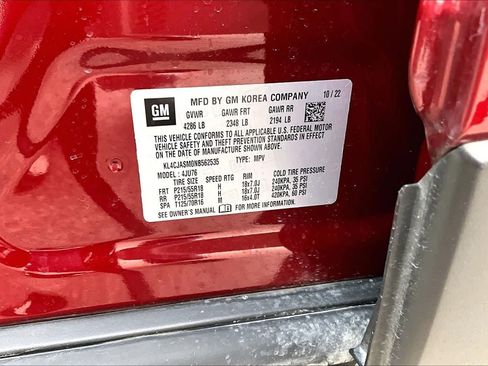 GM MFD BY GM KOREA COMPANY 10/22
GVWR GAWR FRT GAWR RR
4286 LB 2348 LB 2194 LB
THIS VEHICLE CONFORMS TO ALL APPLICABLE U.S. FEDERAL MOTOR
VEHICLE SAFETY, BUMPER, AND THEFT PREVENTION STANDARDS IN EFFECT
ON THE DATE OF MANUFACTURE SHOWN ABOVE.
KL4CJASM0NB562535 TYPE: MPV
MODEL: 4JU76
TIRE SIZE SPEED RTG RIM COLD TIRE PRESSURE
FRT P215/55R18 H 18x7.0J 240KPA, 35 PSI
RR P215/55R18 H 18x7.0J 240KPA, 35 PSI
SPA T125/70R16 M 16x4.0T 420KPA, 60 PSI
SEE OWNER'S MANUAL FOR MORE INFORMATION